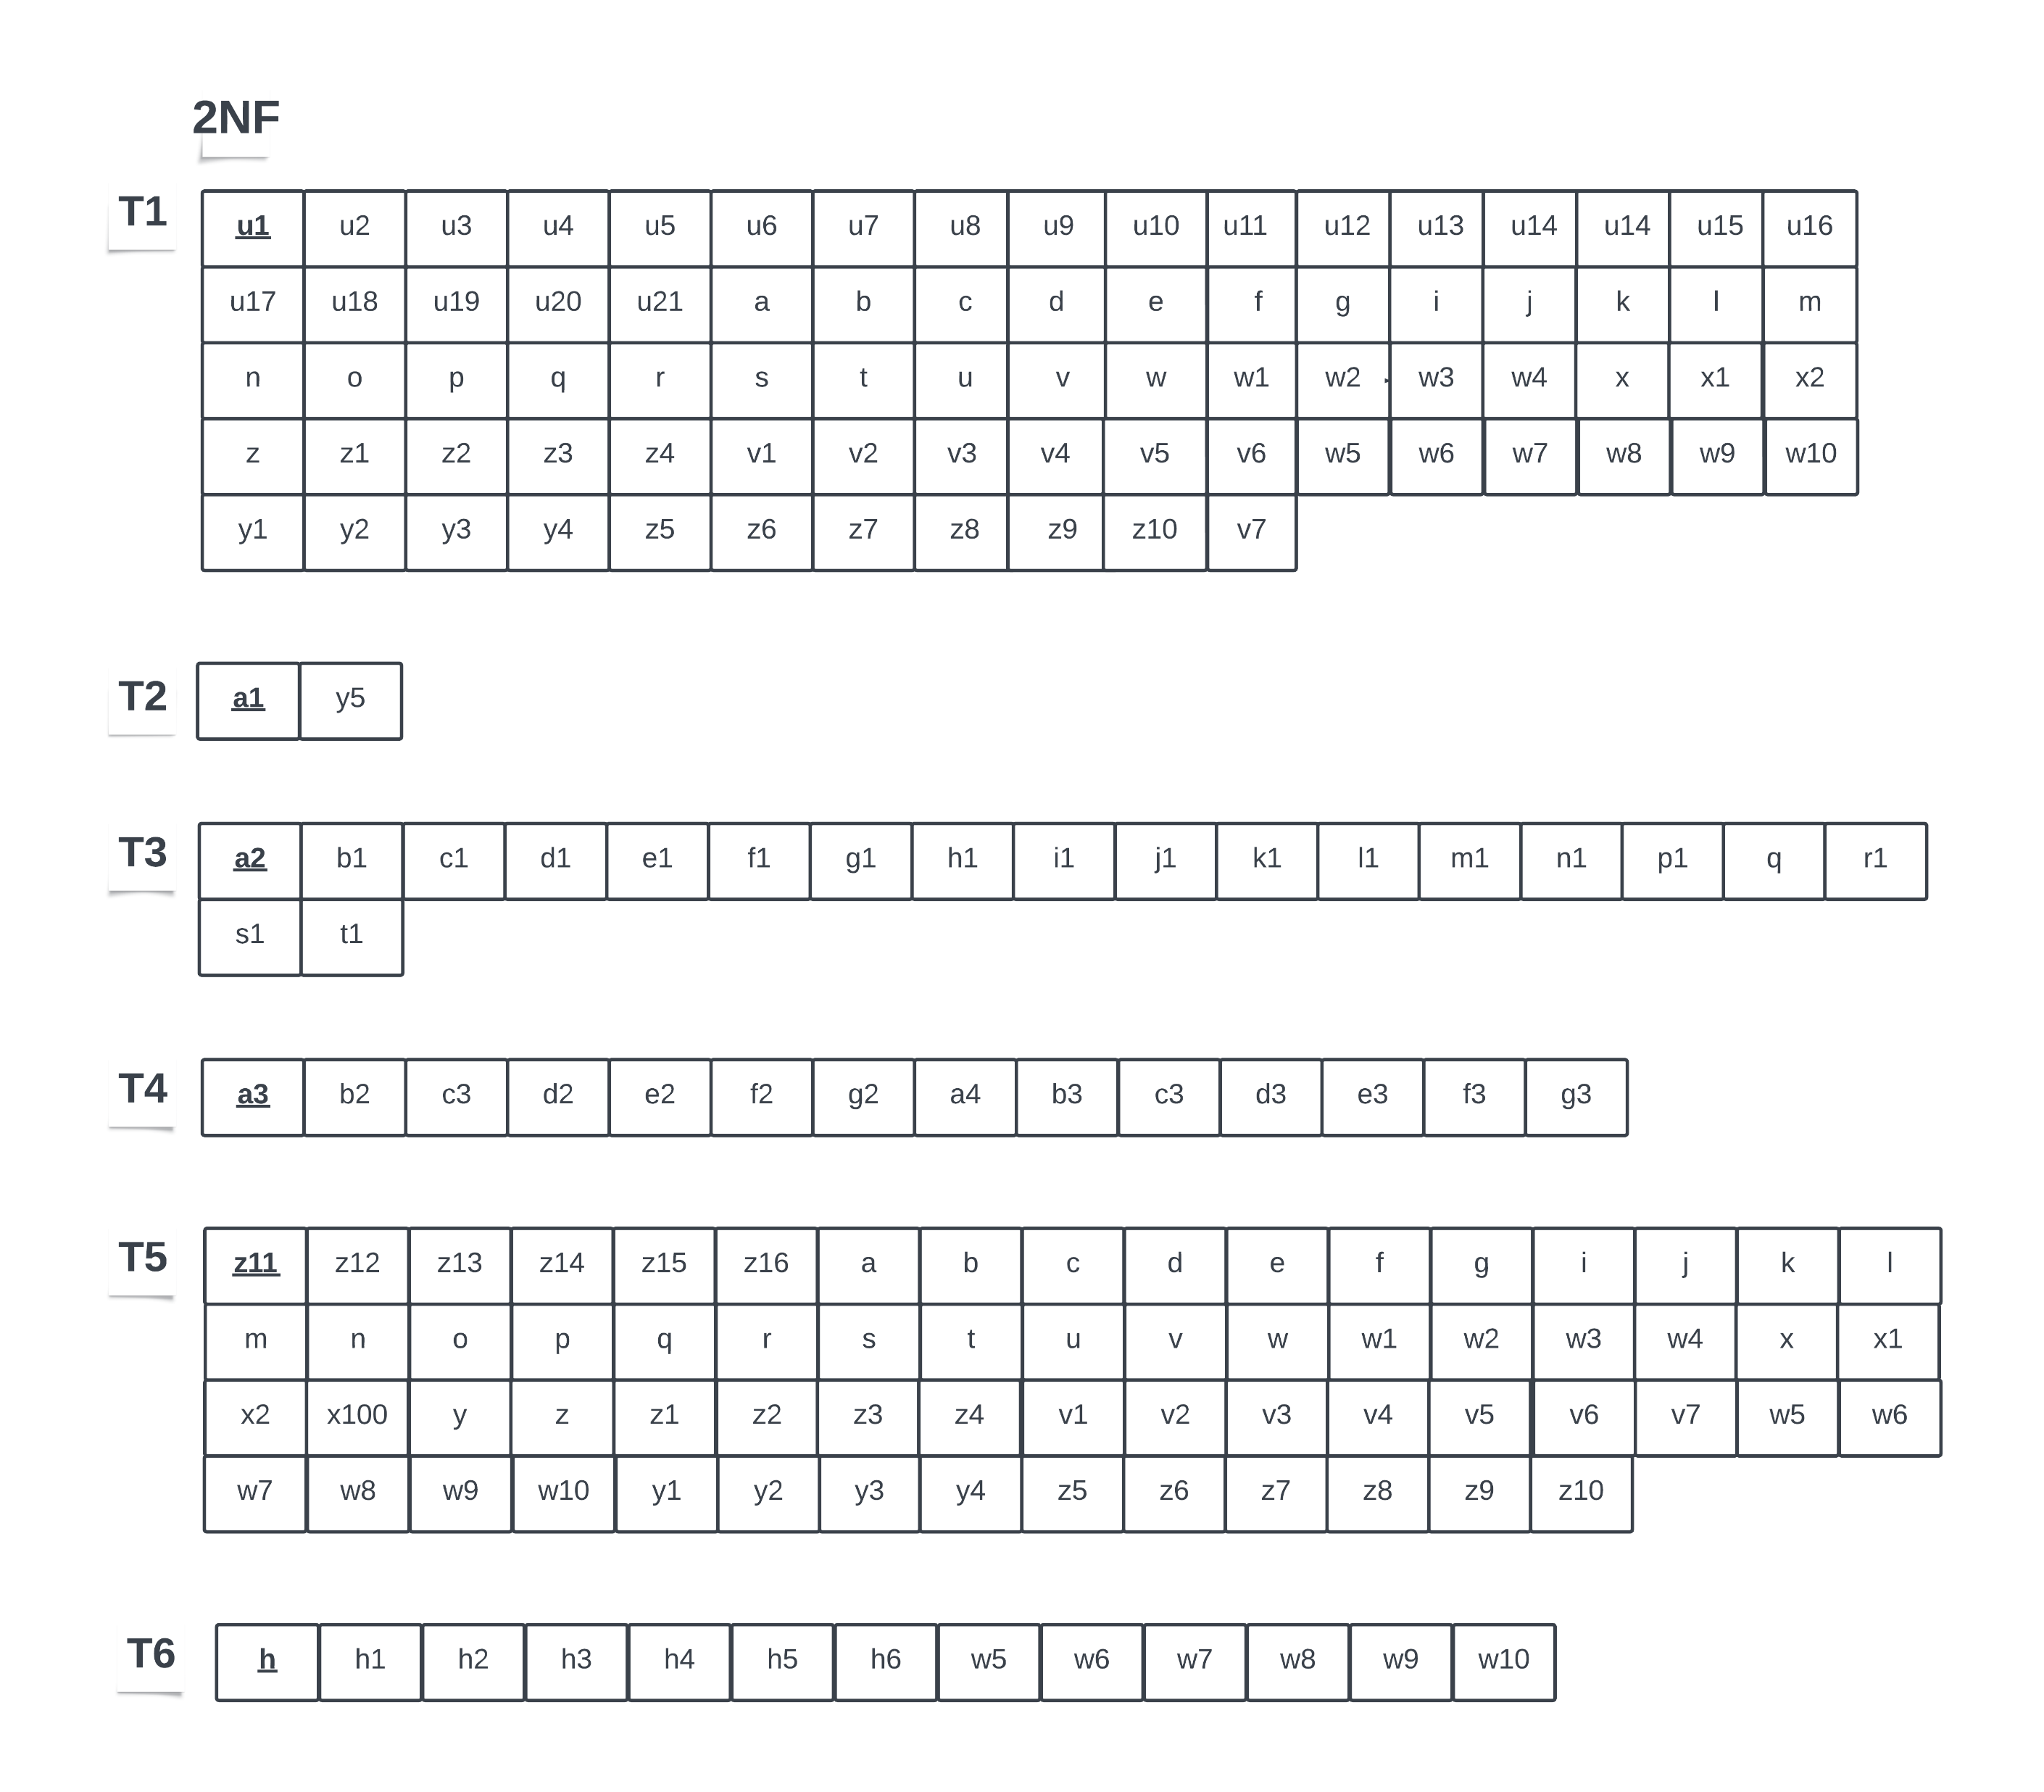 2NF
T1
u1 u2 u3 u4 u5 u6 u7 u8 u9 u10 u11 u12 u13 u14 u14 u15 u16
u17 u18 u19 u20 u21 a b c d e f g i j k l m
n o p q r s t u v w w1 w2 w3 w4 x x1 x2
z z1 z2 z3 z4 v1 v2 v3 v4 v5 v6 w5 w6 w7 w8 w9 w10
y1 y2 y3 y4 z5 z6 z7 z8 z9 z10 v7
T2
a1 y5
T3
a2 b1 c1 d1 e1 f1 g1 h1 i1 j1 k1 l1 m1 n1 p1 q r1
s1 t1
T4
a3 b2 c3 d2 e2 f2 g2 a4 b3 c3 d3 e3 f3 g3
T5
z11 z12 z13 z14 z15 z16 a b c d e f g i j k l
m n o p q r s t u v w w1 w2 w3 w4 x x1
x2 x100 y z z1 z2 z3 z4 v1 v2 v3 v4 v5 v6 v7 w5 w6
w7 w8 w9 w10 y1 y2 y3 y4 z5 z6 z7 z8 z9 z10
T6
h h1 h2 h3 h4 h5 h6 w5 w6 w7 w8 w9 w10